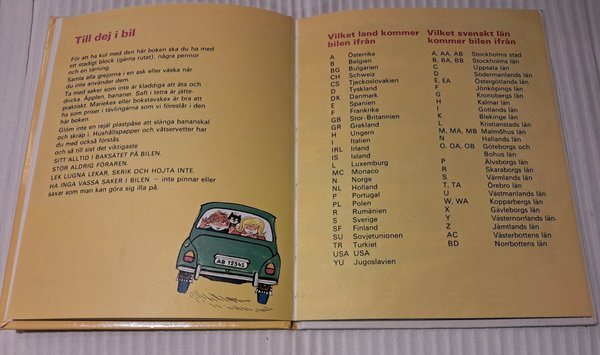 Till dej i bil
För att ha kul med den här boken ska du ha med
ett stadigt block (gärna rutat), några pennor
och en tärning.
Samla alla grejorna i en ask eller väska när
du inte använder dem.
Ta med saker som inte är kladdiga att äta och
dricka. Äpplen, bananer. Saft i tetra är jätte-
praktiskt. Mariekex eller bokstavskex är bra att
ha som priser i tävlingarna som vi föreslår i den
här boken.
Glöm inte en rejäl plastpåse att slänga bananskal
och skräp i. Hushållspapper och våtservetter har
du med också förstås.
och så till sist det viktigaste
SITT ALLTID I BAKSÄTET PÅ BILEN.
STÖR ALDRIG FÖRAREN.
LEK LUGNA LEKAR, SKRIK OCH HOJTA INTE.
HA INGA VASSA SAKER I BILEN – inte pinnar eller
saxar som man kan göra sig illa på.
AB 12345
Vilket land kommer
bilen ifrån
A Österrike
B Belgien
BG Bulgarien
CH Schweiz
CS Tjeckoslovakien
D Tyskland
DK Danmark
E Spanien
F Frankrike
GB Stor-Britannien
GR Grekland
H Ungern
I Italien
IRL Irland
IS Island
L Luxemburg
MC Monaco
N Norge
NL Holland
P Portugal
PL Polen
R Rumänien
S Sverige
SF Finland
SU Sovjetunionen
TR Turkiet
USA USA
YU Jugoslavien
Vilket svenskt län
kommer bilen ifrån
A, AA, AB Stockholms stad
B, BA, BB Stockholms län
C Uppsala län
D Södermanlands län
E, EA Östergötlands län
F Jönköpings län
G Kronobergs län
H Kalmar län
I Gotlands län
K Blekinge län
L Kristianstads län
M, MA, MB Malmöhus län
N Hallands län
O, OA, OB Göteborgs och
Bohus län
P Älvsborgs län
R Skaraborgs län
S Värmlands län
T, TA Örebro län
U Västmanlands län
W, WA Kopparbergs län
X Gävleborgs län
Y Västernorrlands län
Z Jämtlands län
AC Västerbottens län
BD Norrbottens län